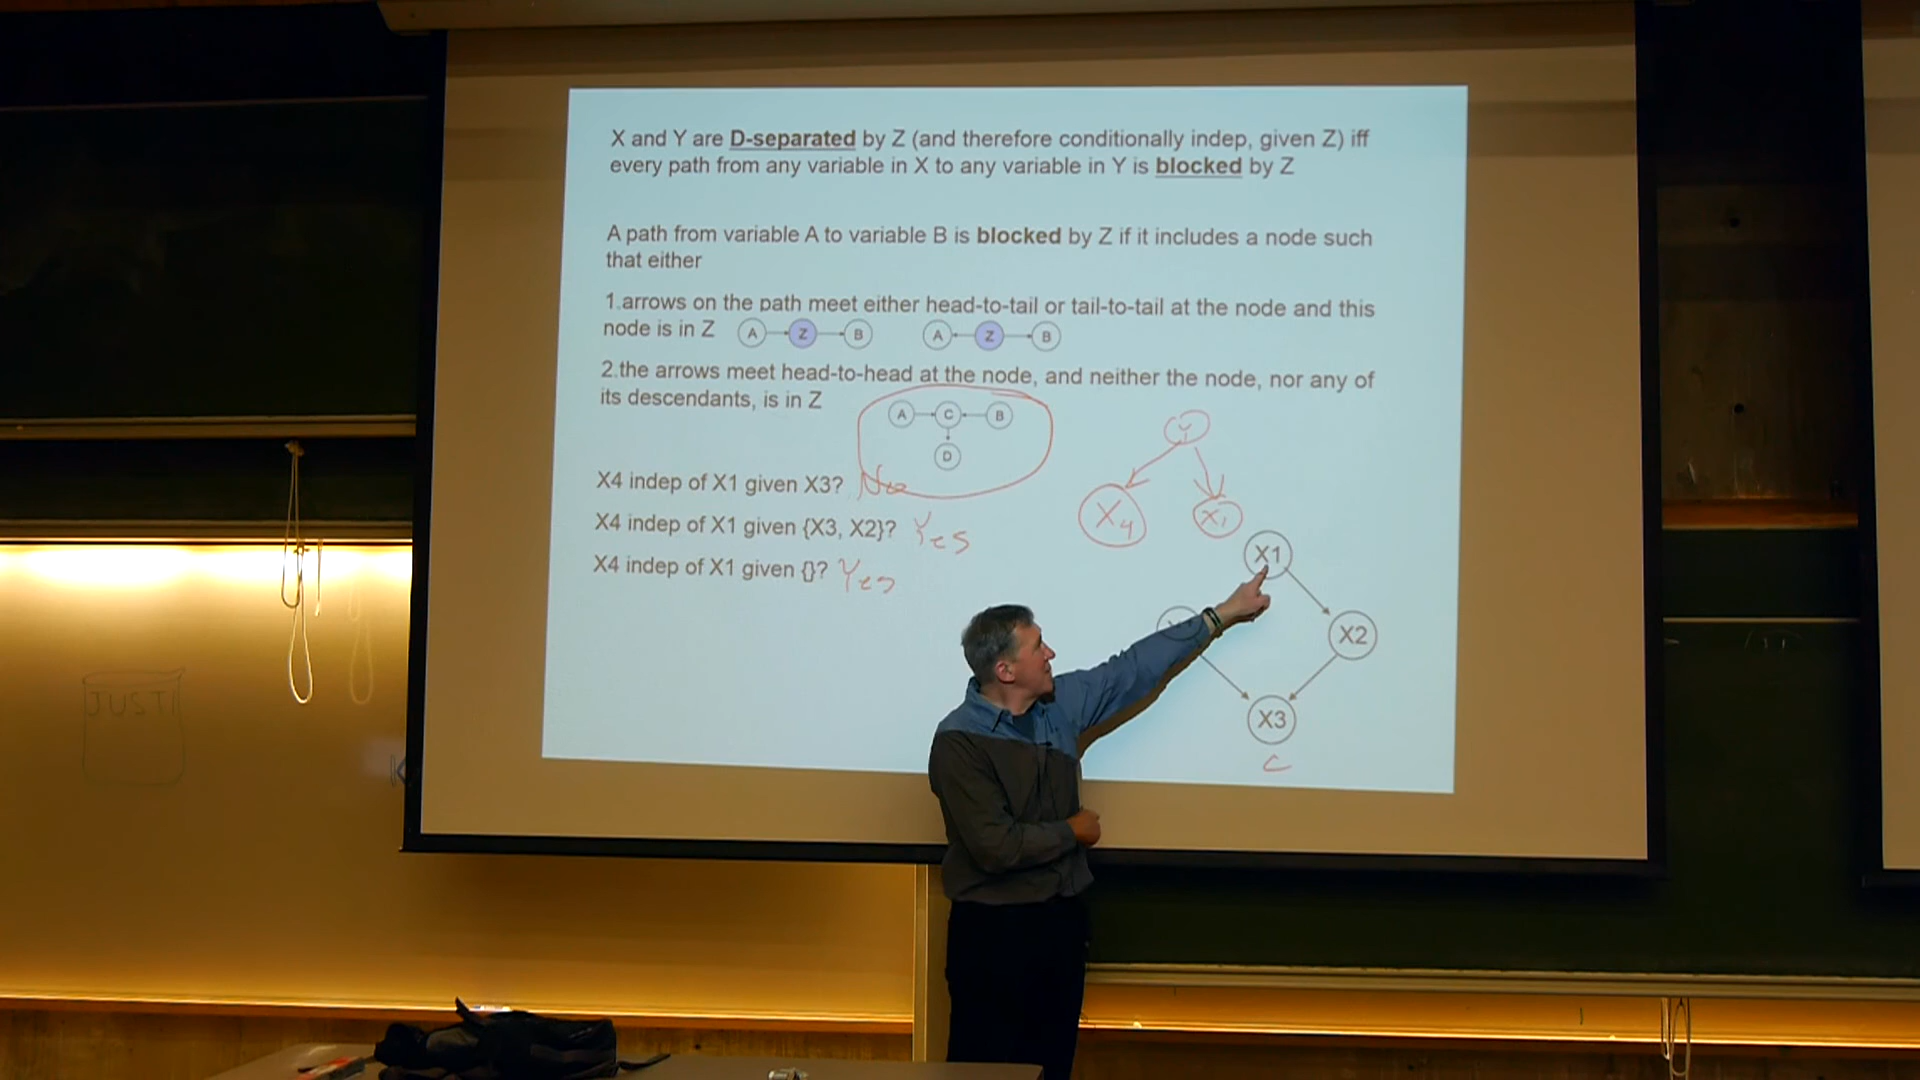 X and Y are D-separated by Z (and therefore conditionally indep, given Z) iff
every path from any variable in X to any variable in Y is blocked by Z
A path from variable A to variable B is blocked by Z if it includes a node such
that either
1.arrows on the path meet either head-to-tail or tail-to-tail at the node and this
node is in Z A Z B A Z B
2.the arrows meet head-to-head at the node, and neither the node, nor any of
its descendants, is in Z
A C B
D
X4 indep of X1 given X3? No
X4 indep of X1 given {X3, X2}? Yes
X4 indep of X1 given {}? Yes
Y
X4 X1
X1
X2
X3
C
JUSTI